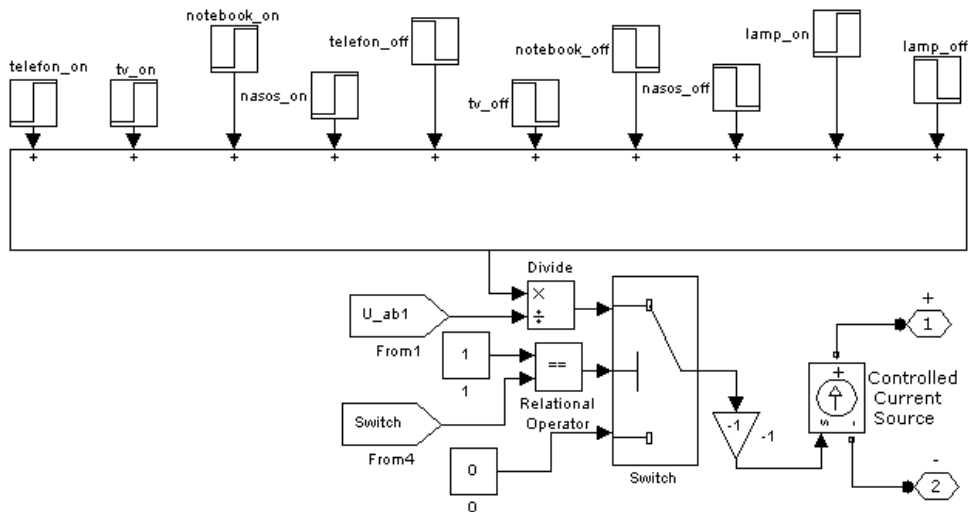 notebook_on
telefon_off
notebook_off
lamp_on
lamp_off
telefon_on
tv_on
nasos_on
tv_off
nasos_off
+ + + + + + + + + +
Divide
×
÷
U_ab1
From1
1
1
==
Relational
Operator
Switch
From4
0
0
Switch
-1
-1
+
1
+
s
-
Controlled
Current
Source
-
2